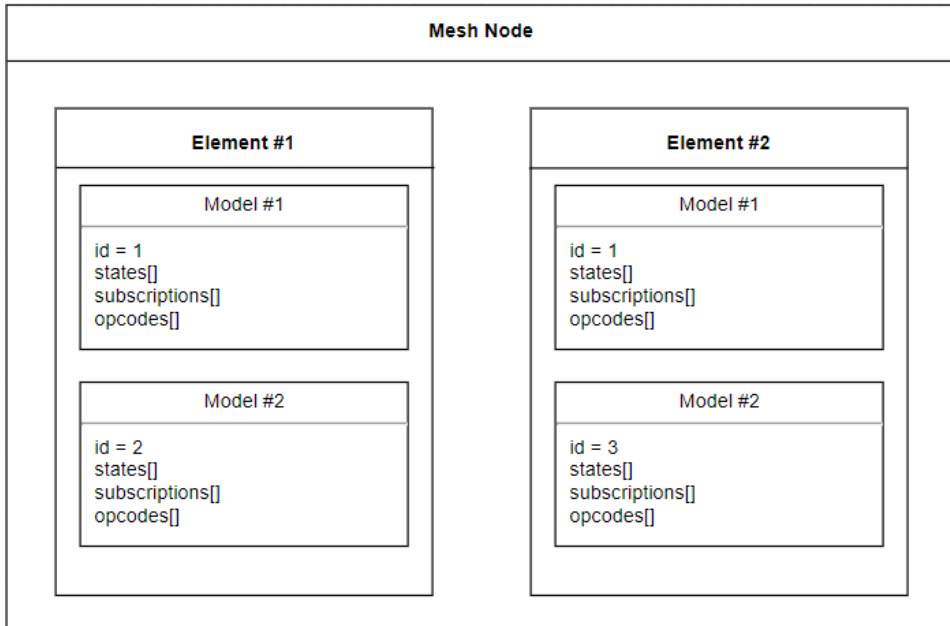 Mesh Node
Element #1
Model #1
id = 1
states[]
subscriptions[]
opcodes[]
Model #2
id = 2
states[]
subscriptions[]
opcodes[]
Element #2
Model #1
id = 1
states[]
subscriptions[]
opcodes[]
Model #2
id = 3
states[]
subscriptions[]
opcodes[]